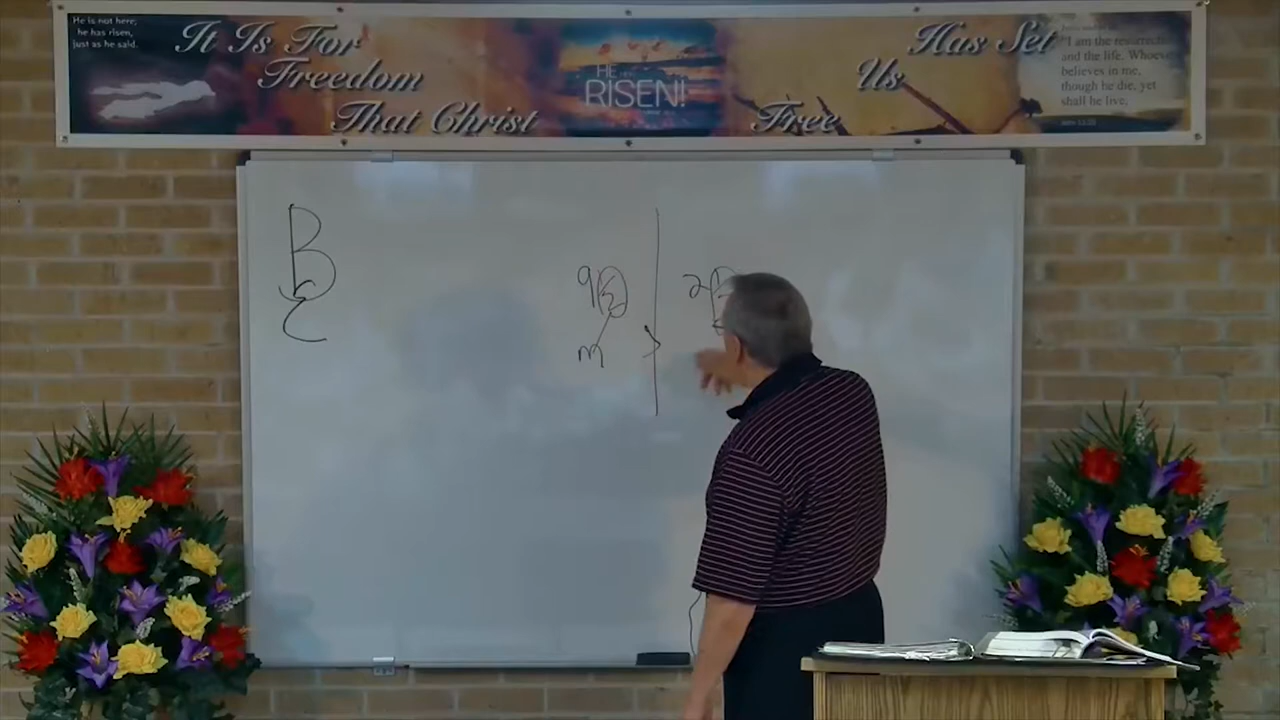 He is not here;
he has risen,
just as he said.
It Is For
Freedom
That Christ
HE
RISEN!
Has Set
Us
Free
"I am the resurrec
and the life. Whoev
believes in me,
though he die, yet
shall he live,
B
m